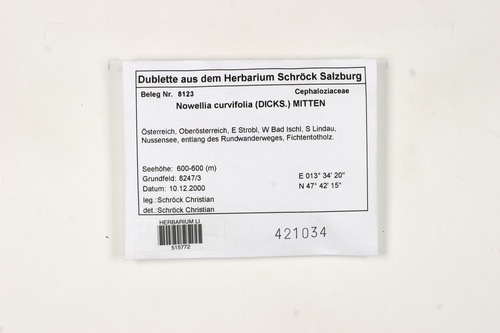 Dublette aus dem Herbarium Schröck Salzburg
Beleg Nr. 8123 Cephaloziaceae
Nowellia curvifolia (DICKS.) MITTEN
Österreich, Oberösterreich, E Strobl, W Bad Ischl, S Lindau,
Nussensee, entlang des Rundwanderweges, Fichtentotholz.
Seehöhe: 600-600 (m) E 013° 34' 20"
Grundfeld: 8247/3 N 47° 42' 15"
Datum: 10.12.2000
leg.:Schröck Christian
det.:Schröck Christian
HERBARIUM LI
515772
421034